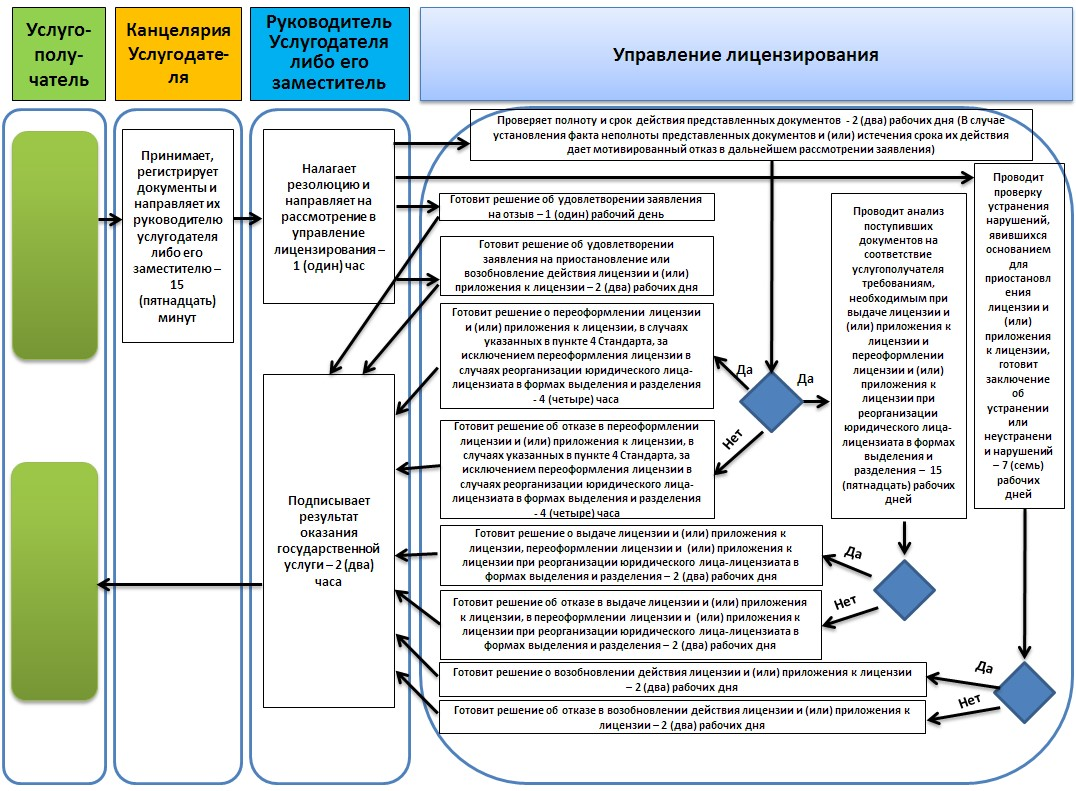 Услуго-
полу-
чатель
Канцелярия
Услугодате-
ля
Руководитель
Услугодателя
либо его
заместитель
Управление лицензирования
Принимает,
регистрирует
документы и
направляет их
руководителю
услугодателя
либо его
заместителю –
15
(пятнадцать)
минут
Налагает
резолюцию и
направляет на
рассмотрение в
управление
лицензирования –
1 (один) час
Подписывает
результат
оказания
государственной
услуги – 2 (два)
часа
Проверяет полноту и срок действия представленных документов - 2 (два) рабочих дня (В случае
установления факта неполноты представленных документов и (или) истечения срока их действия
дает мотивированный отказ в дальнейшем рассмотрении заявления)
Готовит решение об удовлетворении заявления
на отзыв – 1 (один) рабочий день
Готовит решение об удовлетворении
заявления на приостановление или
возобновление действия лицензии и (или)
приложения к лицензии – 2 (два) рабочих дня
Готовит решение о переоформлении лицензии
и (или) приложения к лицензии, в случаях
указанных в пункте 4 Стандарта, за
исключением переоформления лицензии в
случаях реорганизации юридического лица-
лицензиата в формах выделения и разделения
- 4 (четыре) часа
Готовит решение об отказе в переоформлении
лицензии и (или) приложения к лицензии, в
случаях указанных в пункте 4 Стандарта, за
исключением переоформления лицензии в
случаях реорганизации юридического лица-
лицензиата в формах выделения и разделения
- 4 (четыре) часа
Да
Да
Нет
Проводит анализ
поступивших
документов на
соответствие
услугополучателя
требованиям,
необходимым при
выдаче лицензии и
(или) приложения к
лицензии и
переоформлении
лицензии и (или)
приложения к
лицензии при
реорганизации
юридического лица-
лицензиата в формах
выделения и
разделения – 15
(пятнадцать) рабочих
дней
Проводит
проверку
устранения
нарушений,
явившихся
основанием
для
приостановл
ения
лицензии и
(или)
приложения
к лицензии,
готовит
заключение
об
устранении
или
неустранени
и нарушений
– 7 (семь)
рабочих
дней
Готовит решение о выдаче лицензии и (или) приложения к
лицензии, переоформлении лицензии и (или) приложения к
лицензии при реорганизации юридического лица-лицензиата в
формах выделения и разделения – 2 (два) рабочих дня
Да
Нет
Готовит решение об отказе в выдаче лицензии и (или) приложения
к лицензии, в переоформлении лицензии и (или) приложения к
лицензии при реорганизации юридического лица-лицензиата в
формах выделения и разделения – 2 (два) рабочих дня
Готовит решение о возобновлении действия лицензии и (или) приложения к лицензии
– 2 (два) рабочих дня
Да
Нет
Готовит решение об отказе в возобновлении действия лицензии и (или) приложения к
лицензии – 2 (два) рабочих дня